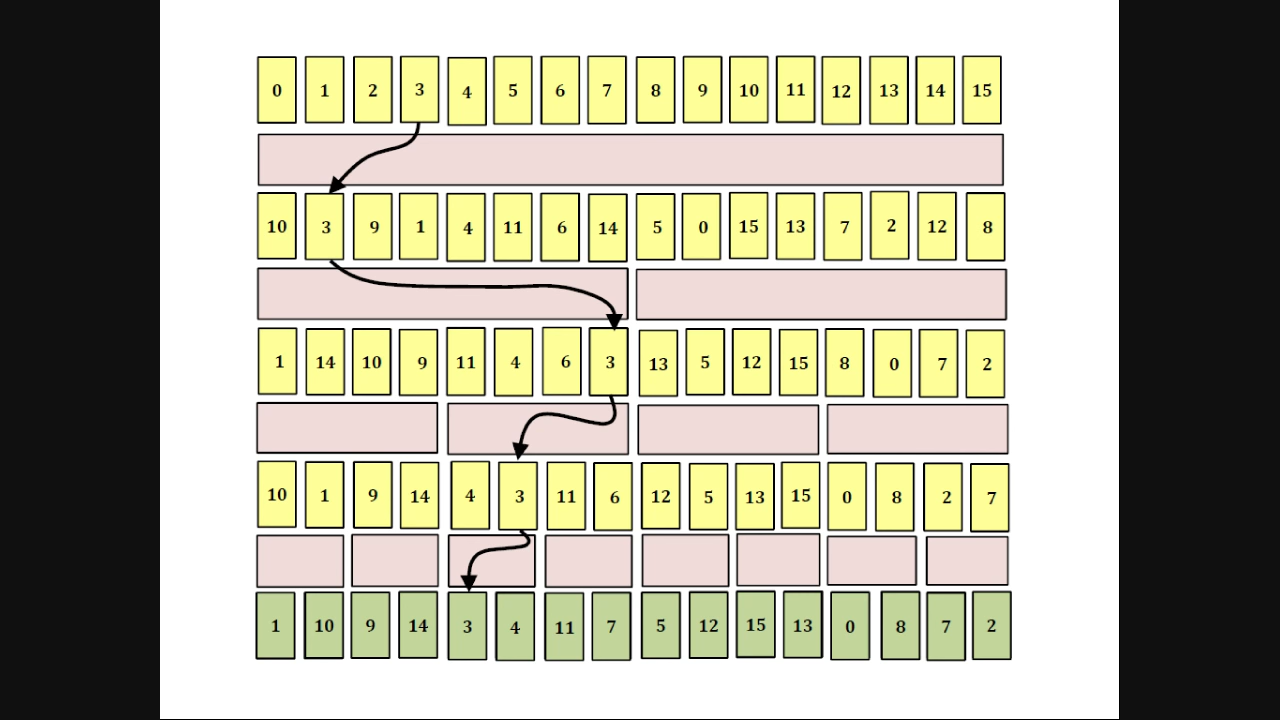 0 1 2 3 4 5 6 7 8 9 10 11 12 13 14 15
10 3 9 1 4 11 6 14 5 0 15 13 7 2 12 8
1 14 10 9 11 4 6 3 13 5 12 15 8 0 7 2
10 1 9 14 4 3 11 6 12 5 13 15 0 8 2 7
1 10 9 14 3 4 11 7 5 12 15 13 0 8 7 2